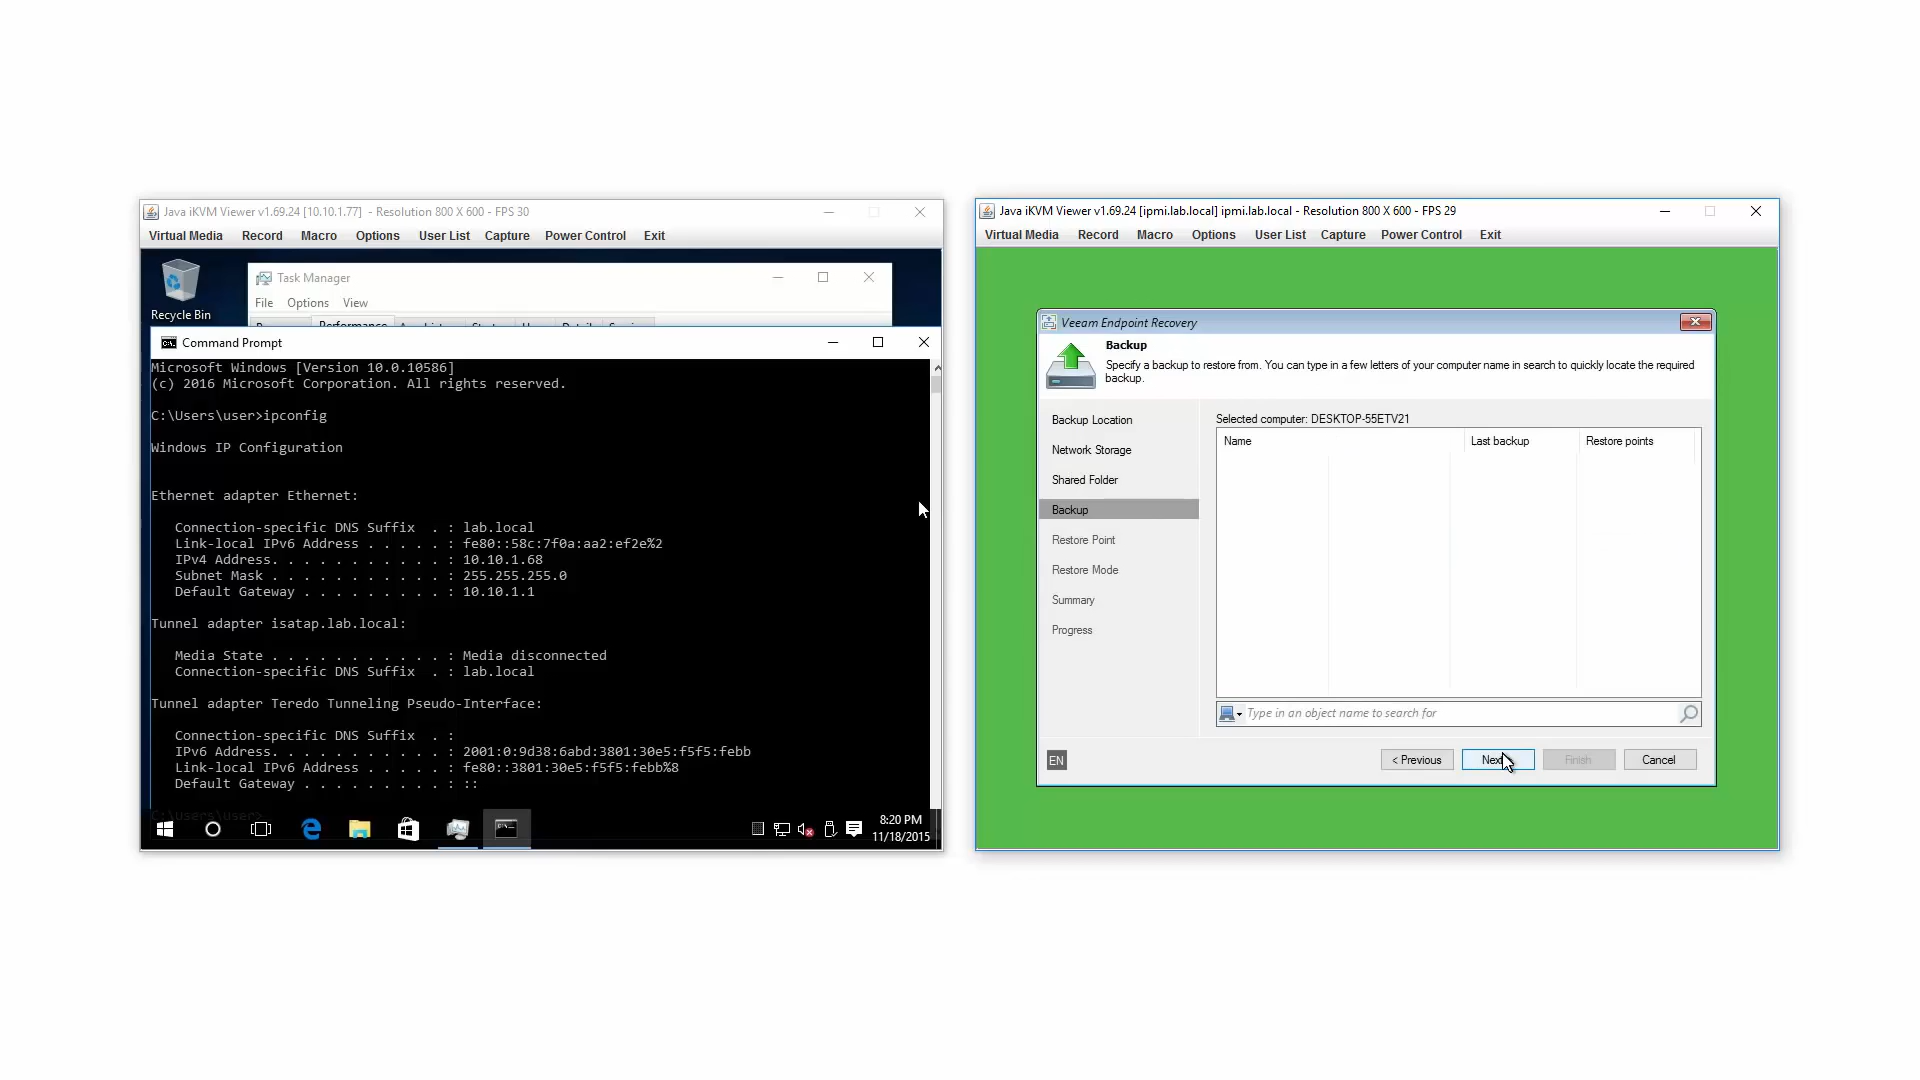 Java iKVM Viewer v1.69.24 [10.10.1.77] - Resolution 800 X 600 - FPS 30
Virtual Media Record Macro Options User List Capture Power Control Exit
Recycle Bin
Task Manager
File Options View
Performance
Command Prompt
Microsoft Windows [Version 10.0.10586]
(c) 2016 Microsoft Corporation. All rights reserved.
C:\Users\user>ipconfig
Windows IP Configuration
Ethernet adapter Ethernet:
Connection-specific DNS Suffix . : lab.local
Link-local IPv6 Address . . . . . : fe80::58c:7f0a:aa2:ef2e%2
IPv4 Address. . . . . . . . . . . : 10.10.1.68
Subnet Mask . . . . . . . . . . . : 255.255.255.0
Default Gateway . . . . . . . . . : 10.10.1.1
Tunnel adapter isatap.lab.local:
Media State . . . . . . . . . . . : Media disconnected
Connection-specific DNS Suffix . : lab.local
Tunnel adapter Teredo Tunneling Pseudo-Interface:
Connection-specific DNS Suffix . :
IPv6 Address. . . . . . . . . . . : 2001:0:9d38:6abd:3801:30e5:f5f5:febb
Link-local IPv6 Address . . . . . : fe80::3801:30e5:f5f5:febb%8
Default Gateway . . . . . . . . . : ::
C:\Users\user>
8:20 PM
11/18/2015
Java iKVM Viewer v1.69.24 [ipmi.lab.local] ipmi.lab.local - Resolution 800 X 600 - FPS 29
Virtual Media Record Macro Options User List Capture Power Control Exit
Veeam Endpoint Recovery
Backup
Specify a backup to restore from. You can type in a few letters of your computer name in search to quickly locate the required
backup.
Backup Location
Network Storage
Shared Folder
Backup
Restore Point
Restore Mode
Summary
Progress
Selected computer: DESKTOP-55ETV21
Name Last backup Restore points
Type in an object name to search for
EN
< Previous Next Finish Cancel